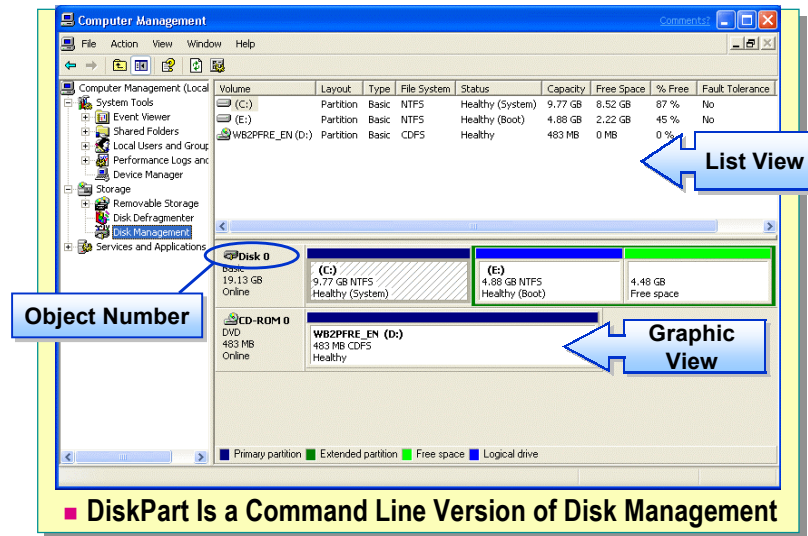 Computer Management
Comments?
File Action View Window Help
Computer Management (Local
System Tools
Event Viewer
Shared Folders
Local Users and Group
Performance Logs and
Device Manager
Storage
Removable Storage
Disk Defragmenter
Disk Management
Services and Applications
Volume Layout Type File System Status Capacity Free Space % Free Fault Tolerance
(C:) Partition Basic NTFS Healthy (System) 9.77 GB 8.52 GB 87 % No
(E:) Partition Basic NTFS Healthy (Boot) 4.88 GB 2.22 GB 45 % No
WB2PFRE_EN (D:) Partition Basic CDFS Healthy 483 MB 0 MB 0 %
List View
Disk 0
Basic
19.13 GB
Online
(C:)
9.77 GB NTFS
Healthy (System)
(E:)
4.88 GB NTFS
Healthy (Boot)
4.48 GB
Free space
Object Number
CD-ROM 0
DVD
483 MB
Online
WB2PFRE_EN (D:)
483 MB CDFS
Healthy
Graphic
View
Primary partition Extended partition Free space Logical drive
DiskPart Is a Command Line Version of Disk Management